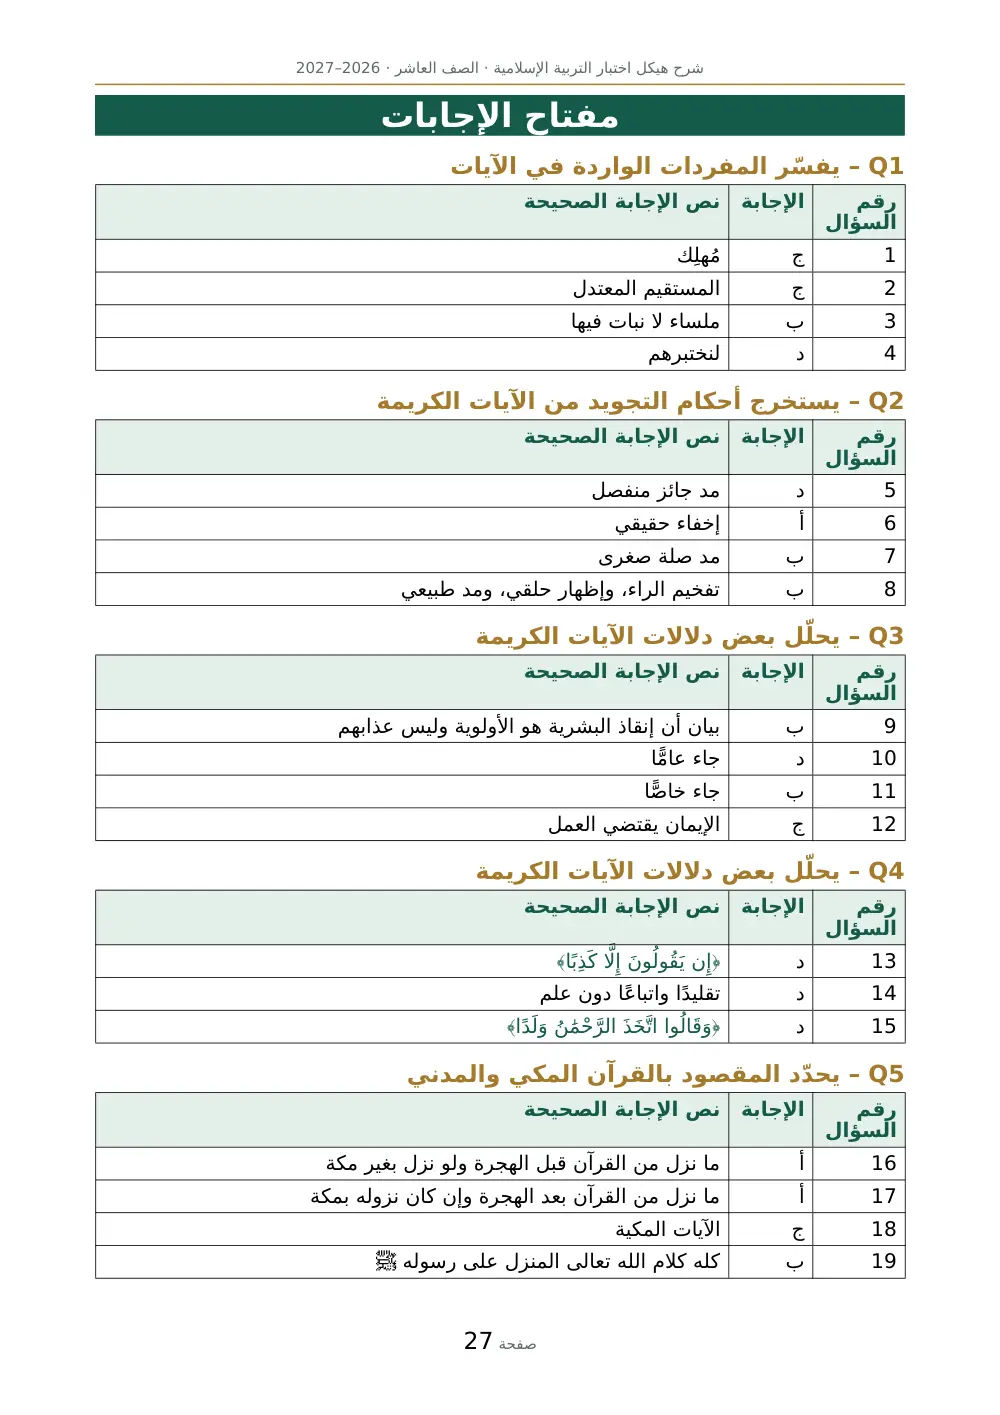 شرح هيكل اختبار التربية الإسلامية · الصف العاشر · 2026–2027
مفتاح الإجابات
Q1 – يفسّر المفردات الواردة في الآيات
رقم السؤال الإجابة نص الإجابة الصحيحة
1 ج مُهلِك
2 ج المستقيم المعتدل
3 ب ملساء لا نبات فيها
4 د لنختبرهم
Q2 – يستخرج أحكام التجويد من الآيات الكريمة
رقم السؤال الإجابة نص الإجابة الصحيحة
5 د مد جائز منفصل
6 أ إخفاء حقيقي
7 ب مد صلة صغرى
8 ب تفخيم الراء، وإظهار حلقي، ومد طبيعي
Q3 – يحلّل بعض دلالات الآيات الكريمة
رقم السؤال الإجابة نص الإجابة الصحيحة
9 ب بيان أن إنقاذ البشرية هو الأولوية وليس عذابهم
10 د جاء عامًّا
11 ب جاء خاصًّا
12 ج الإيمان يقتضي العمل
Q4 – يحلّل بعض دلالات الآيات الكريمة
رقم السؤال الإجابة نص الإجابة الصحيحة
13 د ﴿إِن يَقُولُونَ إِلَّا كَذِبًا﴾
14 د تقليدًا واتباعًا دون علم
15 د ﴿وَقَالُوا اتَّخَذَ الرَّحْمَٰنُ وَلَدًا﴾
Q5 – يحدّد المقصود بالقرآن المكي والمدني
رقم السؤال الإجابة نص الإجابة الصحيحة
16 أ ما نزل من القرآن قبل الهجرة ولو نزل بغير مكة
17 أ ما نزل من القرآن بعد الهجرة وإن كان نزوله بمكة
18 ج الآيات المكية
19 ب كله كلام الله تعالى المنزل على رسوله ﷺ
صفحة 27